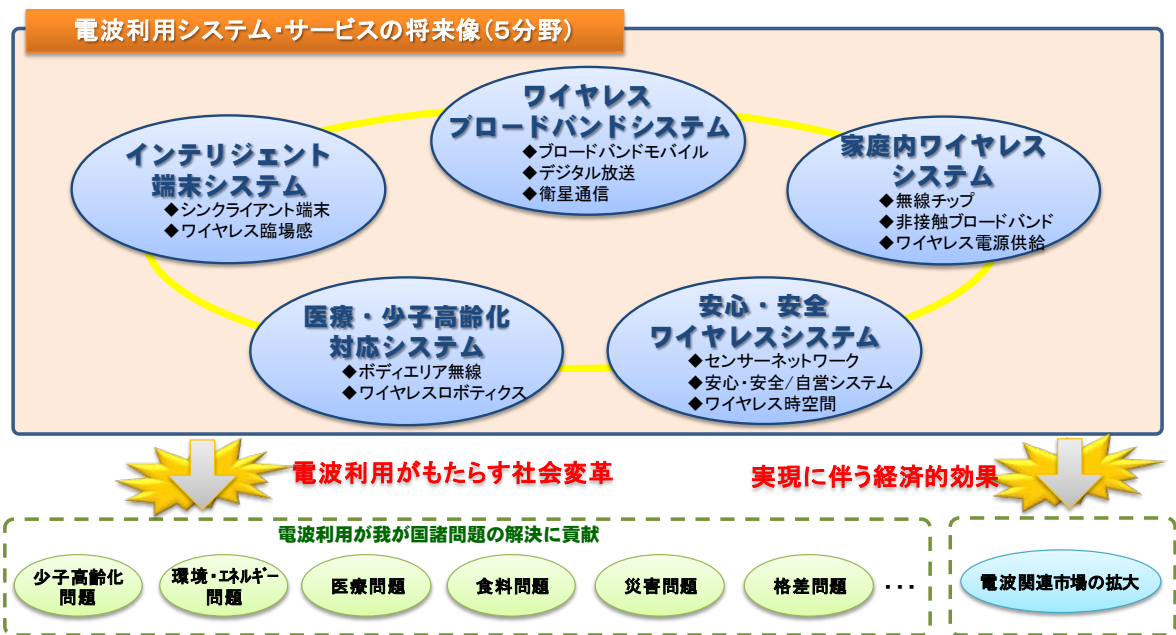 電波利用システム・サービスの将来像(5分野)
ワイヤレス
ブロードバンドシステム
◆ブロードバンドモバイル
◆デジタル放送
◆衛星通信
インテリジェント
端末システム
◆シンクライアント端末
◆ワイヤレス臨場感
家庭内ワイヤレス
システム
◆無線チップ
◆非接触ブロードバンド
◆ワイヤレス電源供給
医療・少子高齢化
対応システム
◆ボディエリア無線
◆ワイヤレスロボティクス
安心・安全
ワイヤレスシステム
◆センサーネットワーク
◆安心・安全/自営システム
◆ワイヤレス時空間
電波利用がもたらす社会変革
実現に伴う経済的効果
電波利用が我が国諸問題の解決に貢献
少子高齢化
問題
環境・エネルギー
問題
医療問題
食料問題
災害問題
格差問題
・・・
電波関連市場の拡大